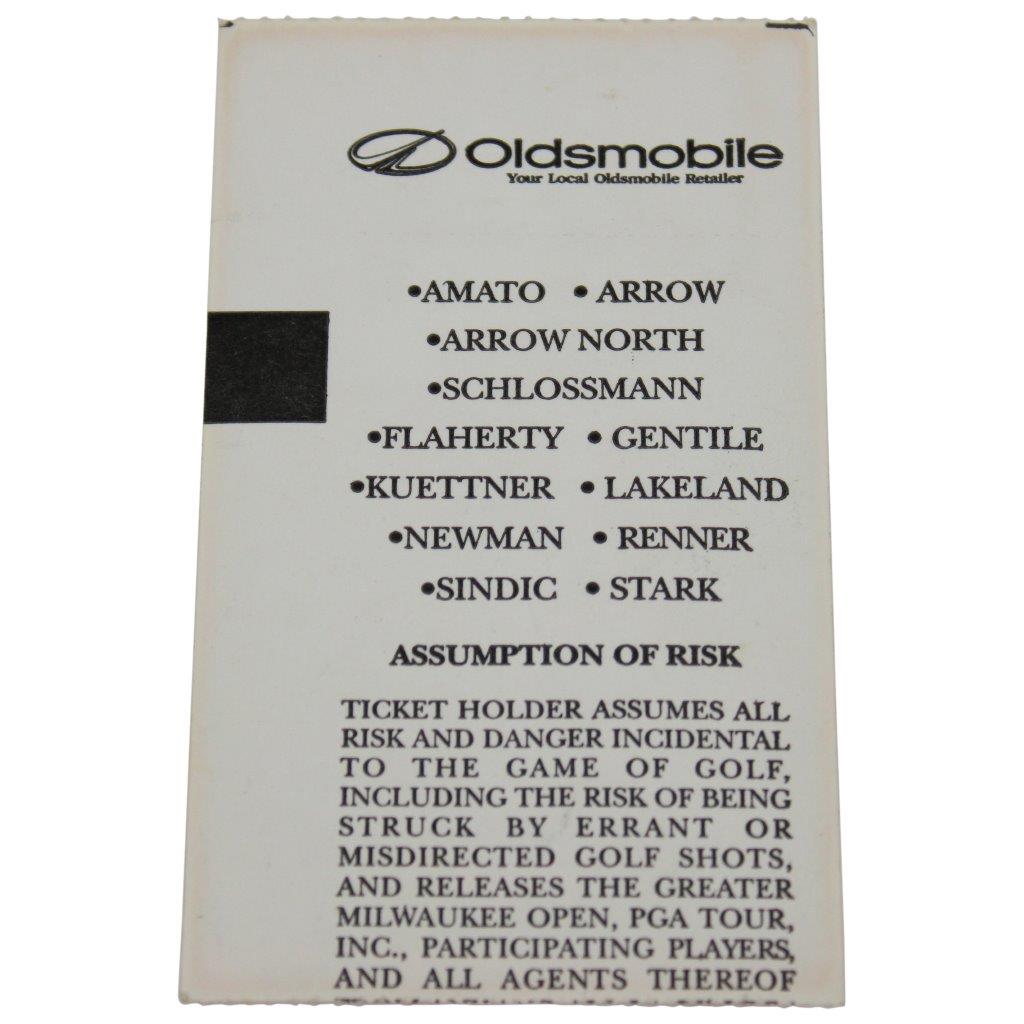 Oldsmobile
Your Local Oldsmobile Retailer
•AMATO • ARROW
•ARROW NORTH
•SCHLOSSMANN
•FLAHERTY • GENTILE
•KUETTNER • LAKELAND
•NEWMAN • RENNER
•SINDIC • STARK
ASSUMPTION OF RISK
TICKET HOLDER ASSUMES ALL
RISK AND DANGER INCIDENTAL
TO THE GAME OF GOLF,
INCLUDING THE RISK OF BEING
STRUCK BY ERRANT OR
MISDIRECTED GOLF SHOTS,
AND RELEASES THE GREATER
MILWAUKEE OPEN, PGA TOUR,
INC., PARTICIPATING PLAYERS,
AND ALL AGENTS THEREOF